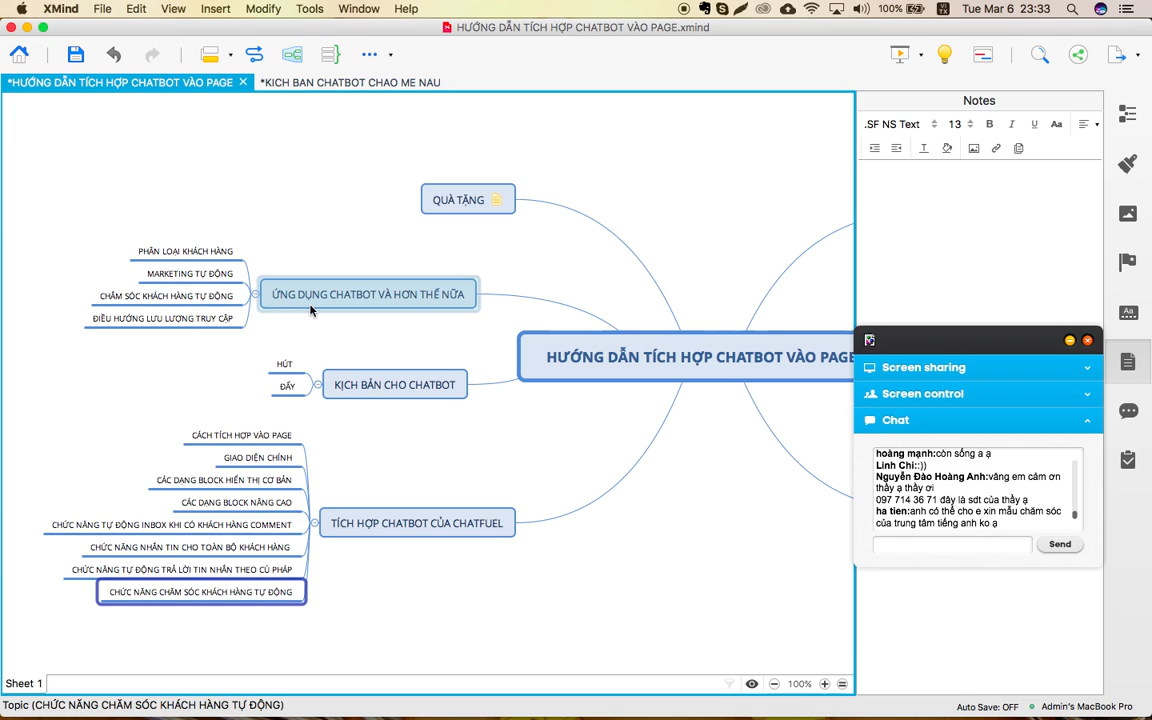 XMind File Edit View Insert Modify Tools Window Help
100% VI TX Tue Mar 6 23:33
HƯỚNG DẪN TÍCH HỢP CHATBOT VÀO PAGE.xmind
*HƯỚNG DẪN TÍCH HỢP CHATBOT VÀO PAGE
*KICH BAN CHATBOT CHAO ME NAU
Notes
.SF NS Text 13 B I U Aa
QUÀ TẶNG
PHÂN LOẠI KHÁCH HÀNG
MARKETING TỰ ĐỘNG
CHĂM SÓC KHÁCH HÀNG TỰ ĐỘNG
ĐIỀU HƯỚNG LƯU LƯỢNG TRUY CẬP
ỨNG DỤNG CHATBOT VÀ HƠN THẾ NỮA
HƯỚNG DẪN TÍCH HỢP CHATBOT VÀO PAGE
HÚT
ĐẨY
KỊCH BẢN CHO CHATBOT
CÁCH TÍCH HỢP VÀO PAGE
GIAO DIỆN CHÍNH
CÁC DẠNG BLOCK HIỂN THỊ CƠ BẢN
CÁC DẠNG BLOCK NÂNG CAO
CHỨC NĂNG TỰ ĐỘNG INBOX KHI CÓ KHÁCH HÀNG COMMENT
CHỨC NĂNG NHẮN TIN CHO TOÀN BỘ KHÁCH HÀNG
CHỨC NĂNG TỰ ĐỘNG TRẢ LỜI TIN NHẮN THEO CÚ PHÁP
CHỨC NĂNG CHĂM SÓC KHÁCH HÀNG TỰ ĐỘNG
TÍCH HỢP CHATBOT CỦA CHATFUEL
Screen sharing
Screen control
Chat
hoàng mạnh:còn sống a ạ
Linh Chi::))
Nguyễn Đào Hoàng Anh:vâng em cảm ơn
thầy ạ thầy ơi
097 714 36 71 đây là sdt của thầy ạ
ha tien:anh có thể cho e xin mẫu chăm sóc
của trung tâm tiếng anh ko ạ
Send
Sheet 1
100%
Topic (CHỨC NĂNG CHĂM SÓC KHÁCH HÀNG TỰ ĐỘNG)
Auto Save: OFF Admin's MacBook Pro